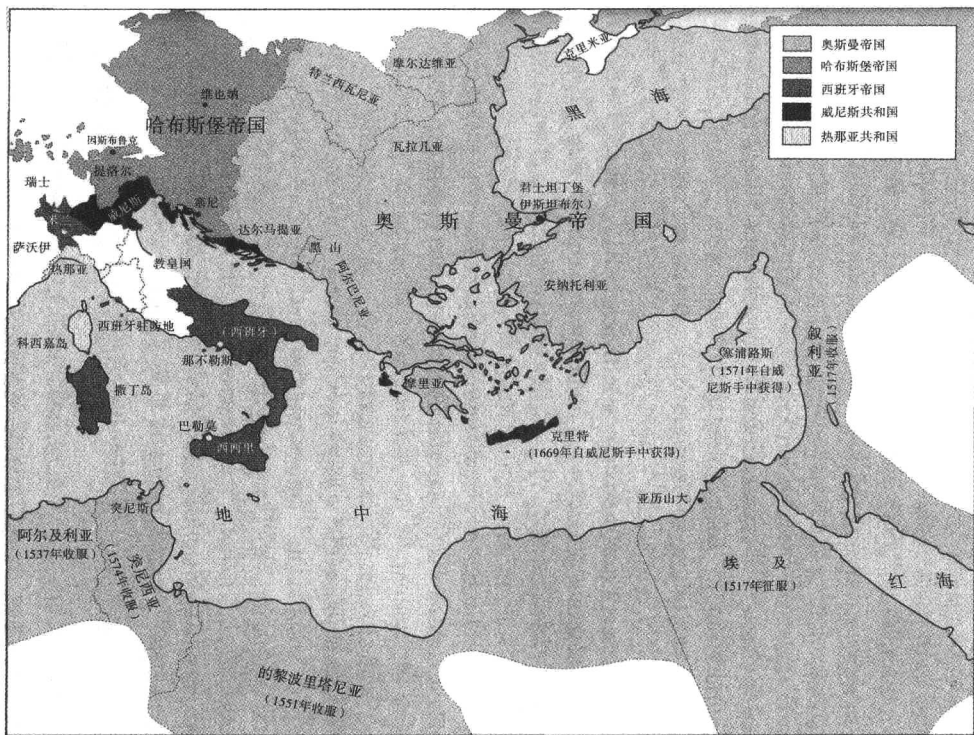 奥斯曼帝国
哈布斯堡帝国
西班牙帝国
威尼斯共和国
热那亚共和国
克里米亚
摩尔达维亚
特兰西瓦尼亚
黑海
维也纳
哈布斯堡帝国
因斯布鲁克
瓦拉几亚
提洛尔
瑞士
威尼斯
塞尼
君士坦丁堡
（伊斯坦布尔）
奥斯曼帝国
达尔马提亚
黑山
萨沃伊
热那亚
教皇国
阿尔巴尼亚
安纳托利亚
西班牙驻防地
（西班牙）
科西嘉岛
那不勒斯
塞浦路斯
（1571年自威
尼斯手中获得）
叙利亚
（1517年收服）
撒丁岛
摩里亚
巴勒莫
西西里
克里特
(1669年自威尼斯手中获得)
亚历山大
突尼斯
地中海
阿尔及利亚
（1537年收服）
突尼西亚
（1574年收服）
埃及
（1517年征服）
红海
的黎波里塔尼亚
（1551年收服）